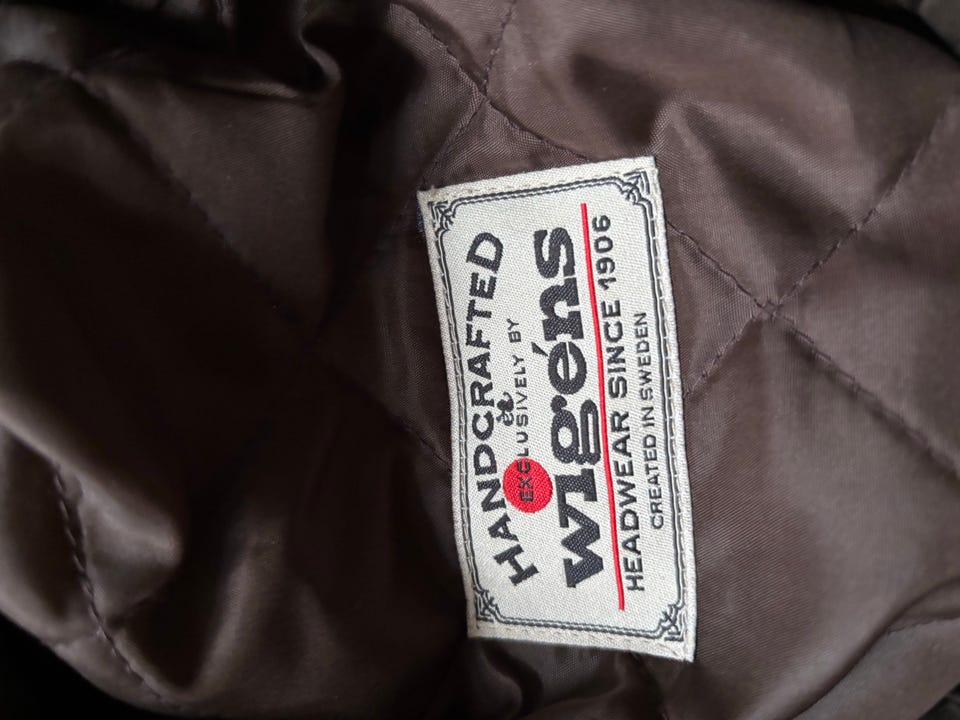 HANDCRAFTED
EXCLUSIVELY BY
wigéns
HEADWEAR SINCE 1906
CREATED IN SWEDEN